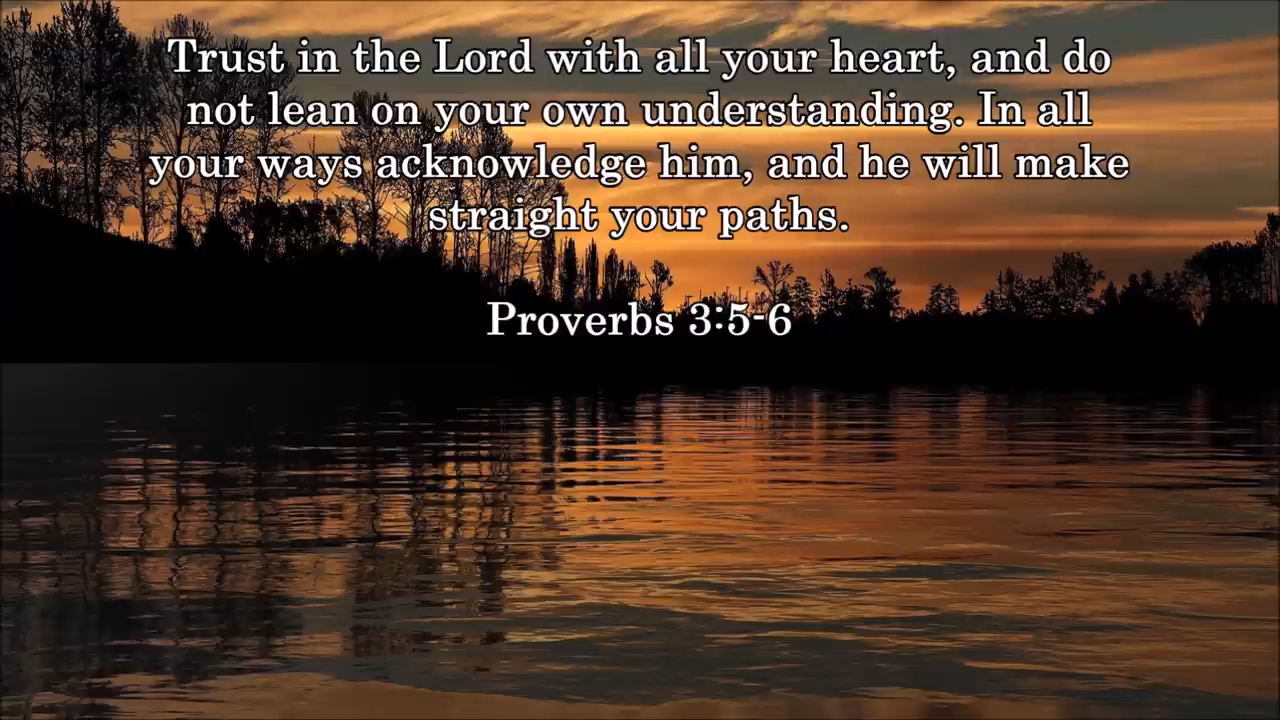 Trust in the Lord with all your heart, and do
not lean on your own understanding. In all
your ways acknowledge him, and he will make
straight your paths.
Proverbs 3:5-6